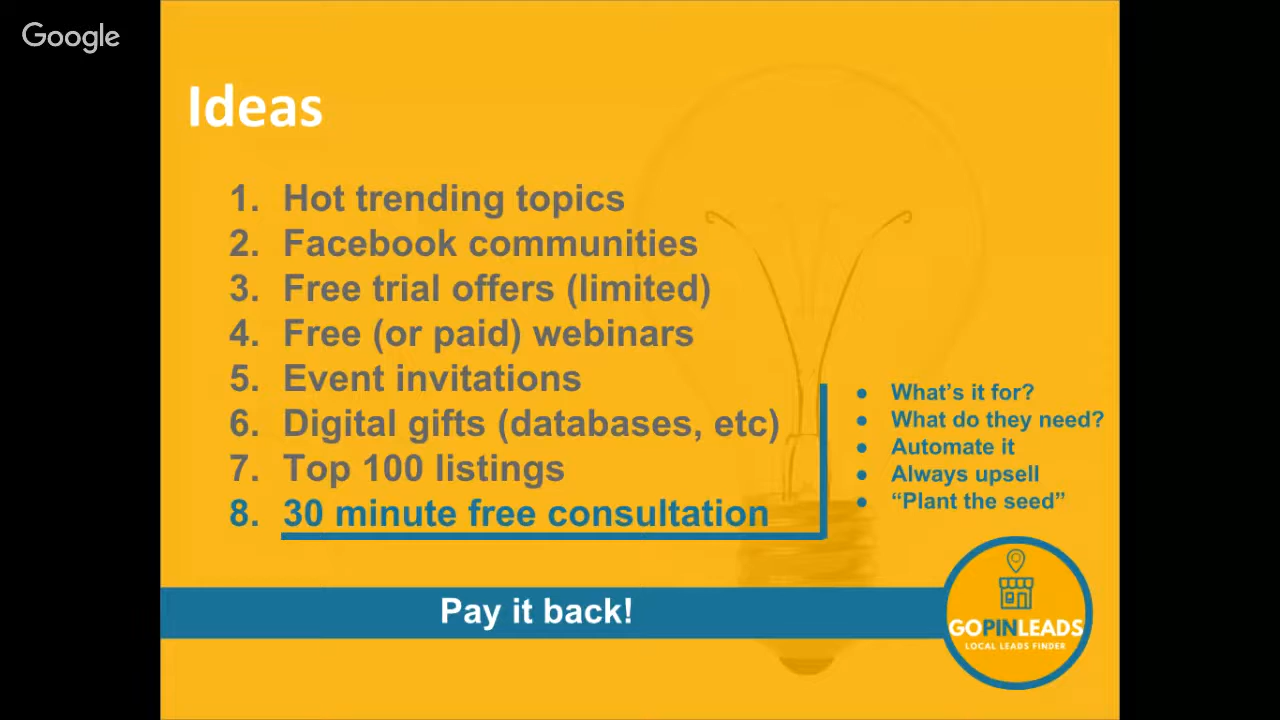 Google
Ideas
1. Hot trending topics
2. Facebook communities
3. Free trial offers (limited)
4. Free (or paid) webinars
5. Event invitations
6. Digital gifts (databases, etc)
7. Top 100 listings
8. 30 minute free consultation
● What’s it for?
● What do they need?
● Automate it
● Always upsell
● “Plant the seed”
Pay it back!
GOPINLEADS
LOCAL LEADS FINDER